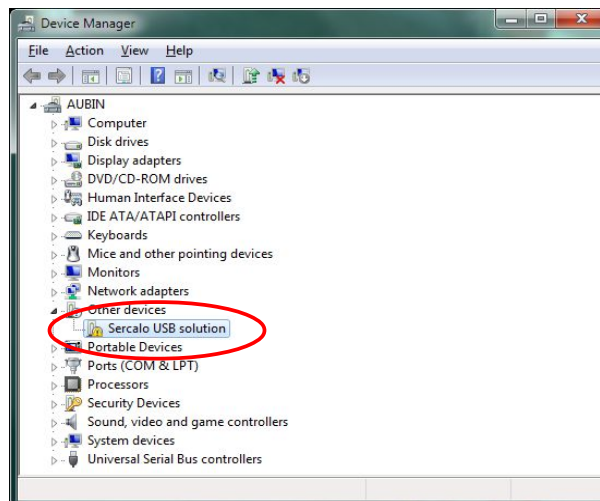 Device Manager
File Action View Help
AUBIN
Computer
Disk drives
Display adapters
DVD/CD-ROM drives
Human Interface Devices
IDE ATA/ATAPI controllers
Keyboards
Mice and other pointing devices
Monitors
Network adapters
Other devices
Sercalo USB solution
Portable Devices
Ports (COM & LPT)
Processors
Security Devices
Sound, video and game controllers
System devices
Universal Serial Bus controllers